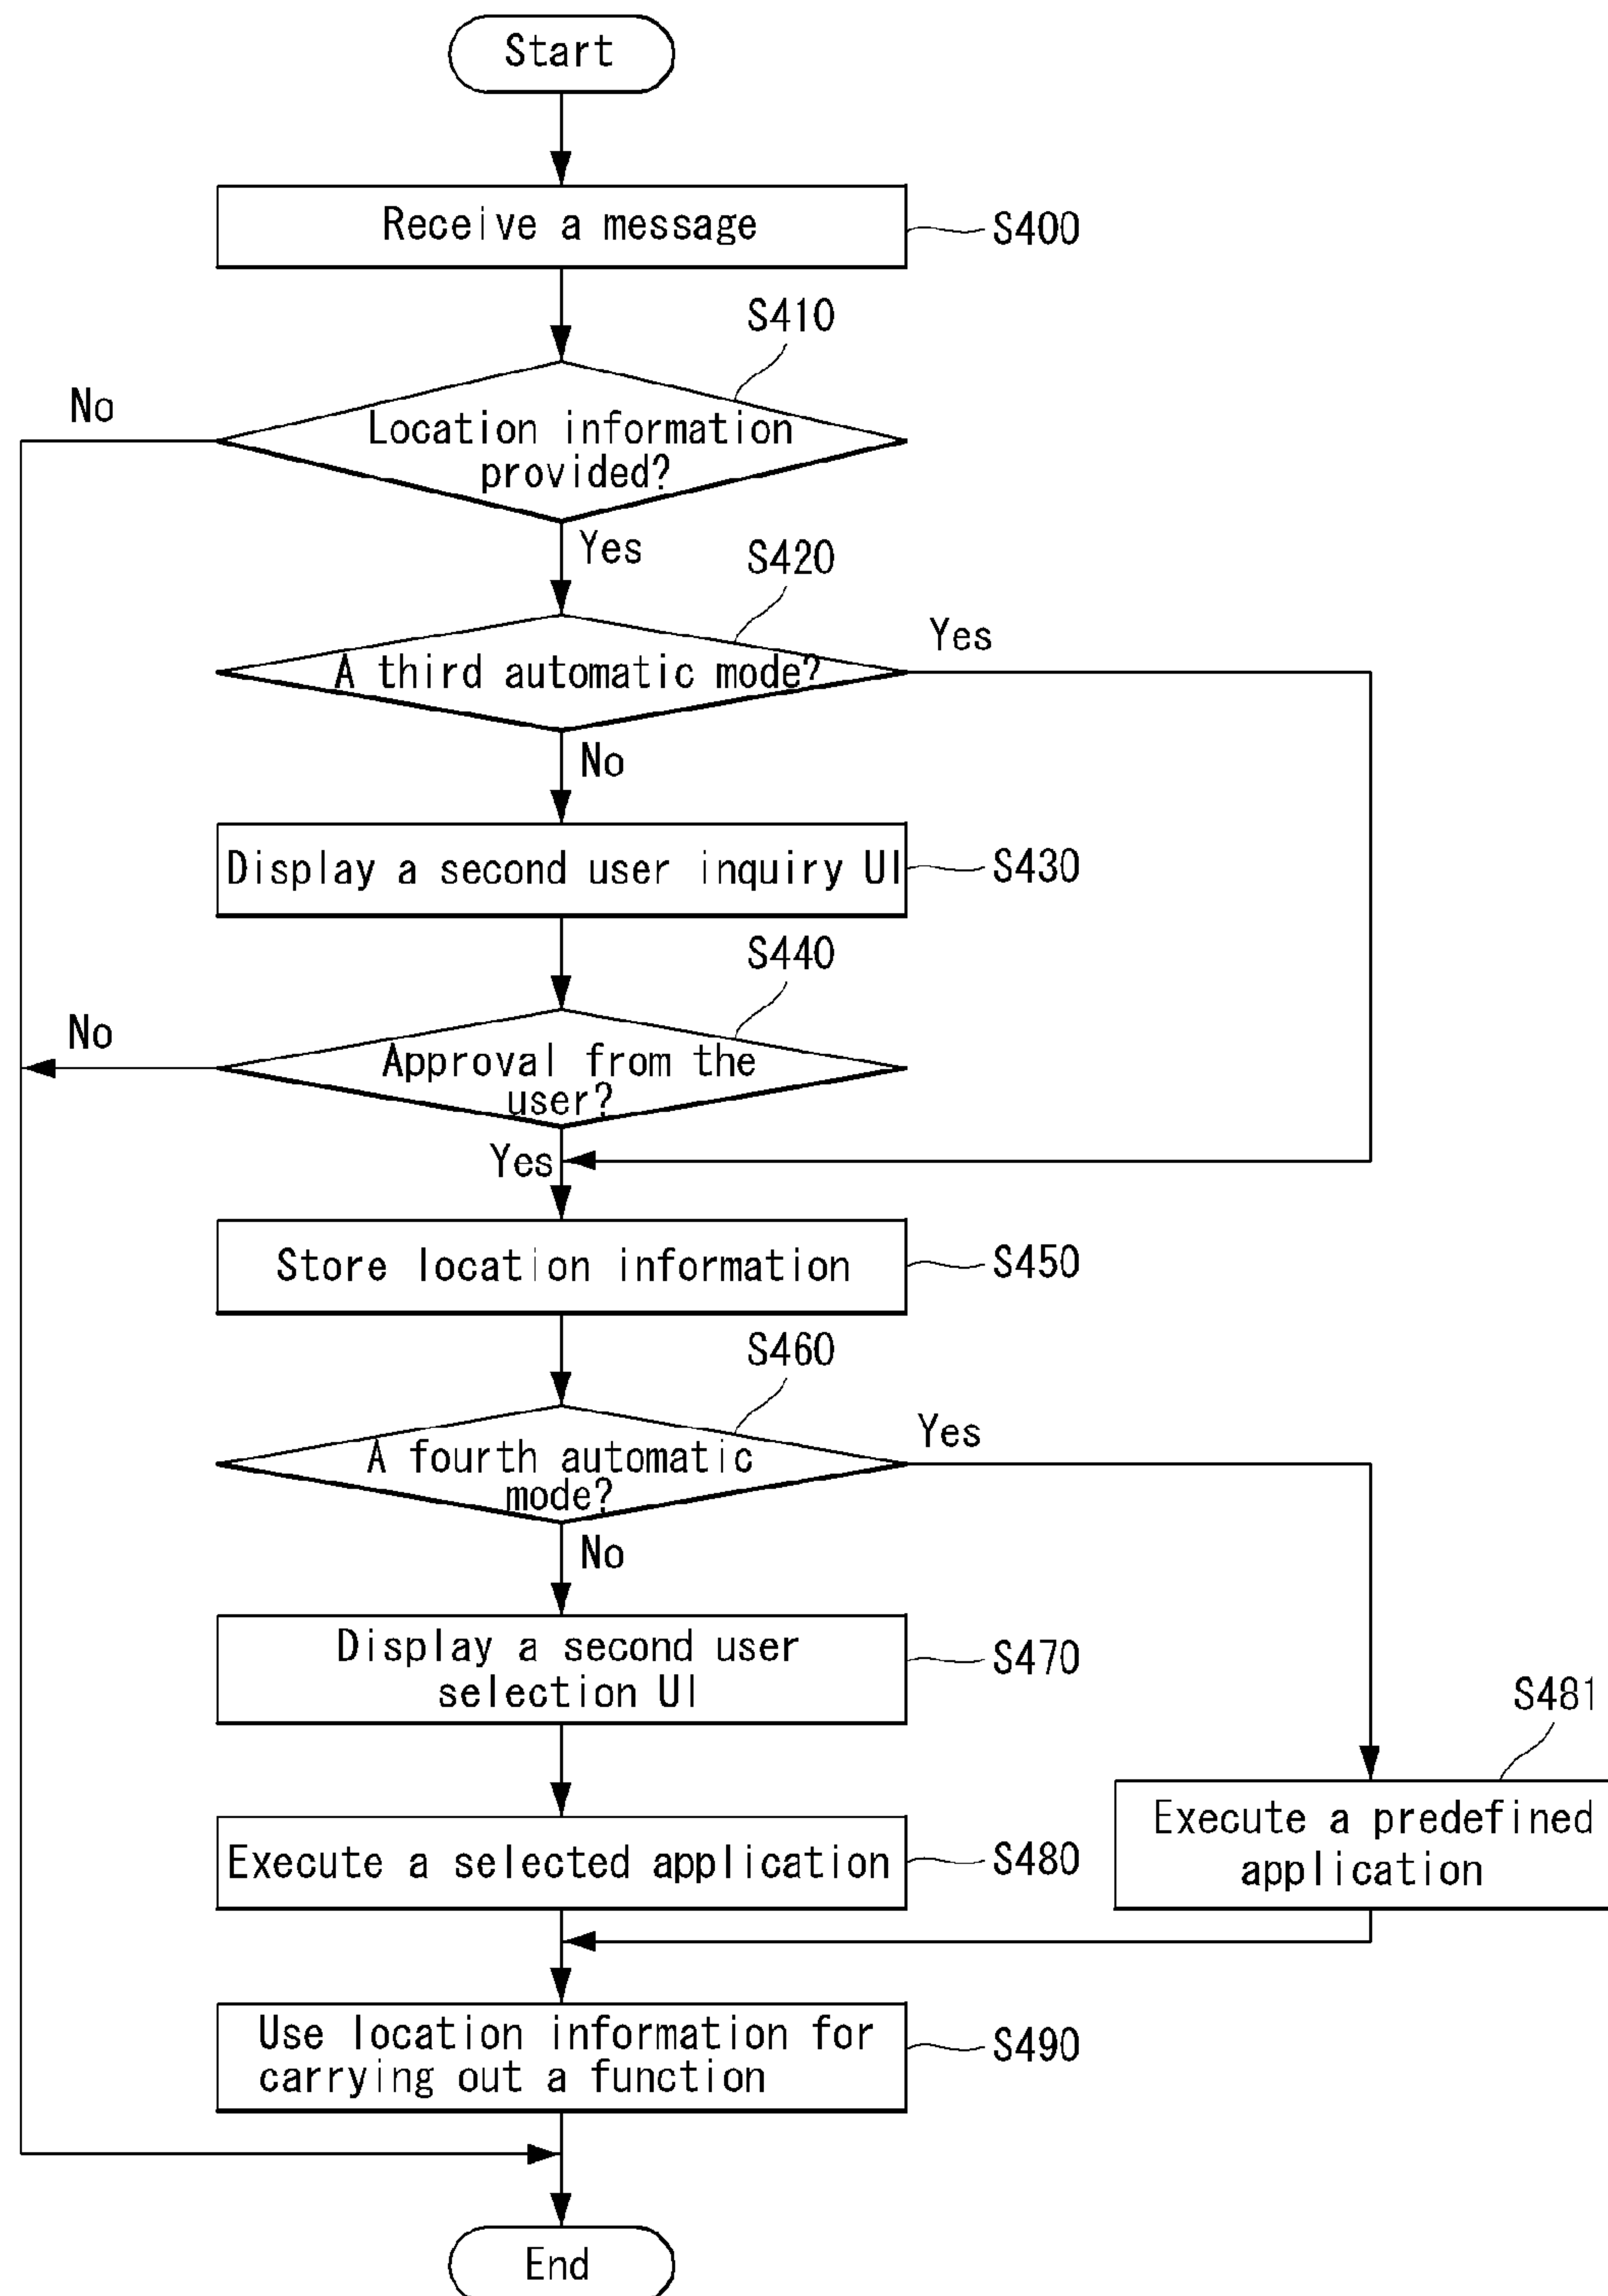 Start
Receive a message
S400
S410
No
Location information
provided?
Yes
S420
Yes
A third automatic mode?
No
Display a second user inquiry UI
S430
S440
No
Approval from the
user?
Yes
Store location information
S450
S460
Yes
A fourth automatic
mode?
No
Display a second user
selection UI
S470
S481
Execute a predefined
application
Execute a selected application
S480
Use location information for
carrying out a function
S490
End